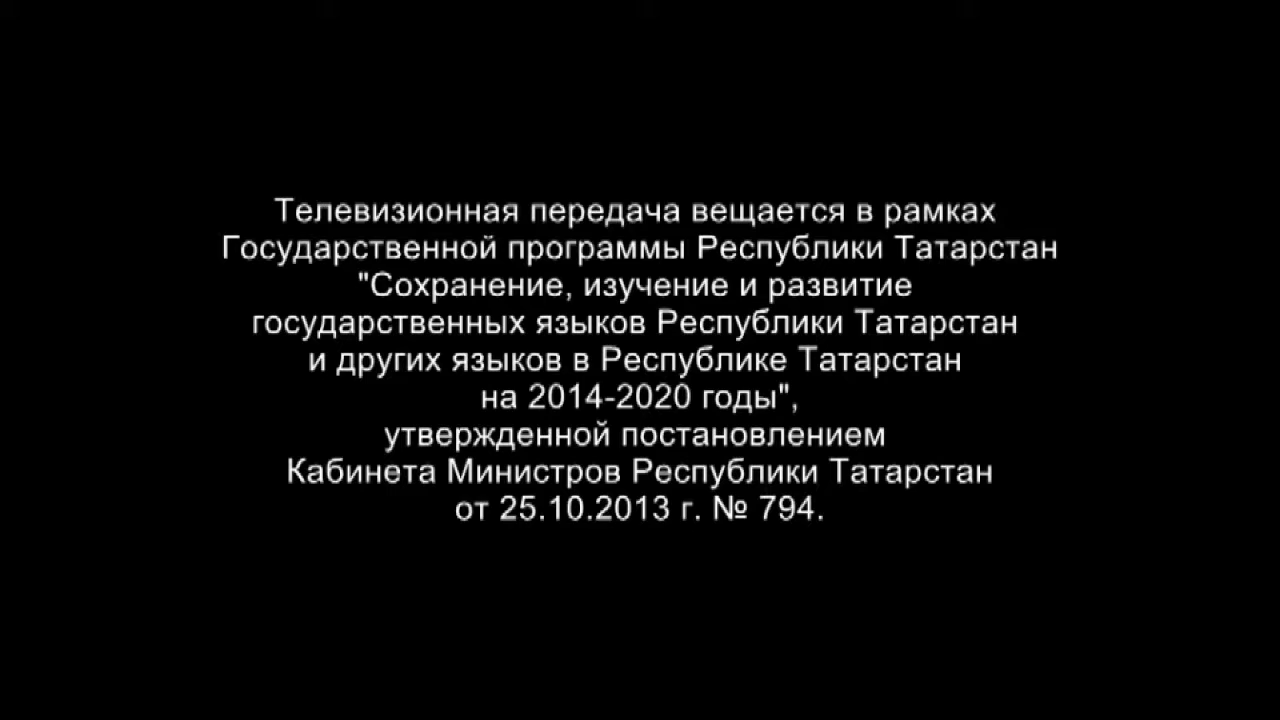 Телевизионная передача вещается в рамках
Государственной программы Республики Татарстан
"Сохранение, изучение и развитие
государственных языков Республики Татарстан
и других языков в Республике Татарстан
на 2014-2020 годы",
утвержденной постановлением
Кабинета Министров Республики Татарстан
от 25.10.2013 г. № 794.